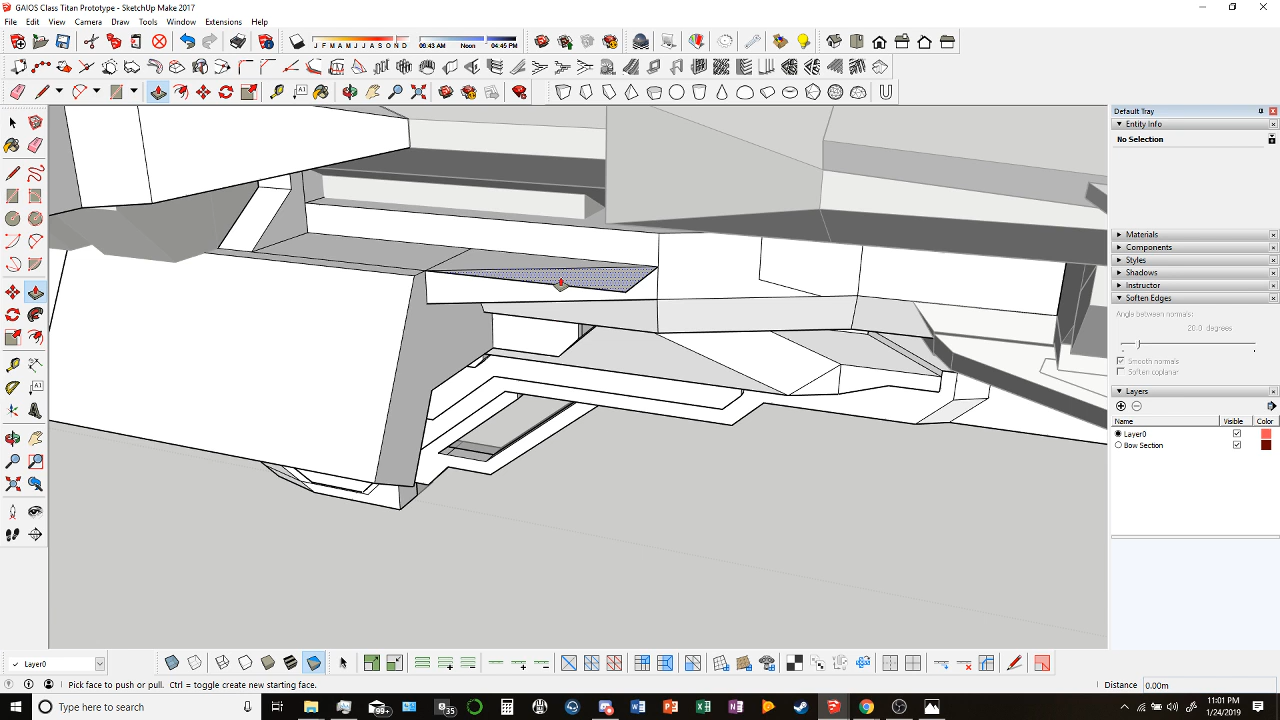 GAIOS Class Titan Prototype - SketchUp Make 2017
File Edit View Camera Draw Tools Window Extensions Help
J F M A M J J A S O N D
06:43 AM Noon 04:45 PM
Default Tray
Entity Info
No Selection
Materials
Components
Styles
Shadows
Instructor
Soften Edges
Angle between normals:
20.0 degrees
Smooth normals
Soften coplanar
Layers
Name Visible Color
Layer0
Bow Section
Layer0
Pick face to push or pull. Ctrl = toggle create new starting face.
Distance 0.00m
Type here to search
99+
35
11:01 PM
1/24/2019